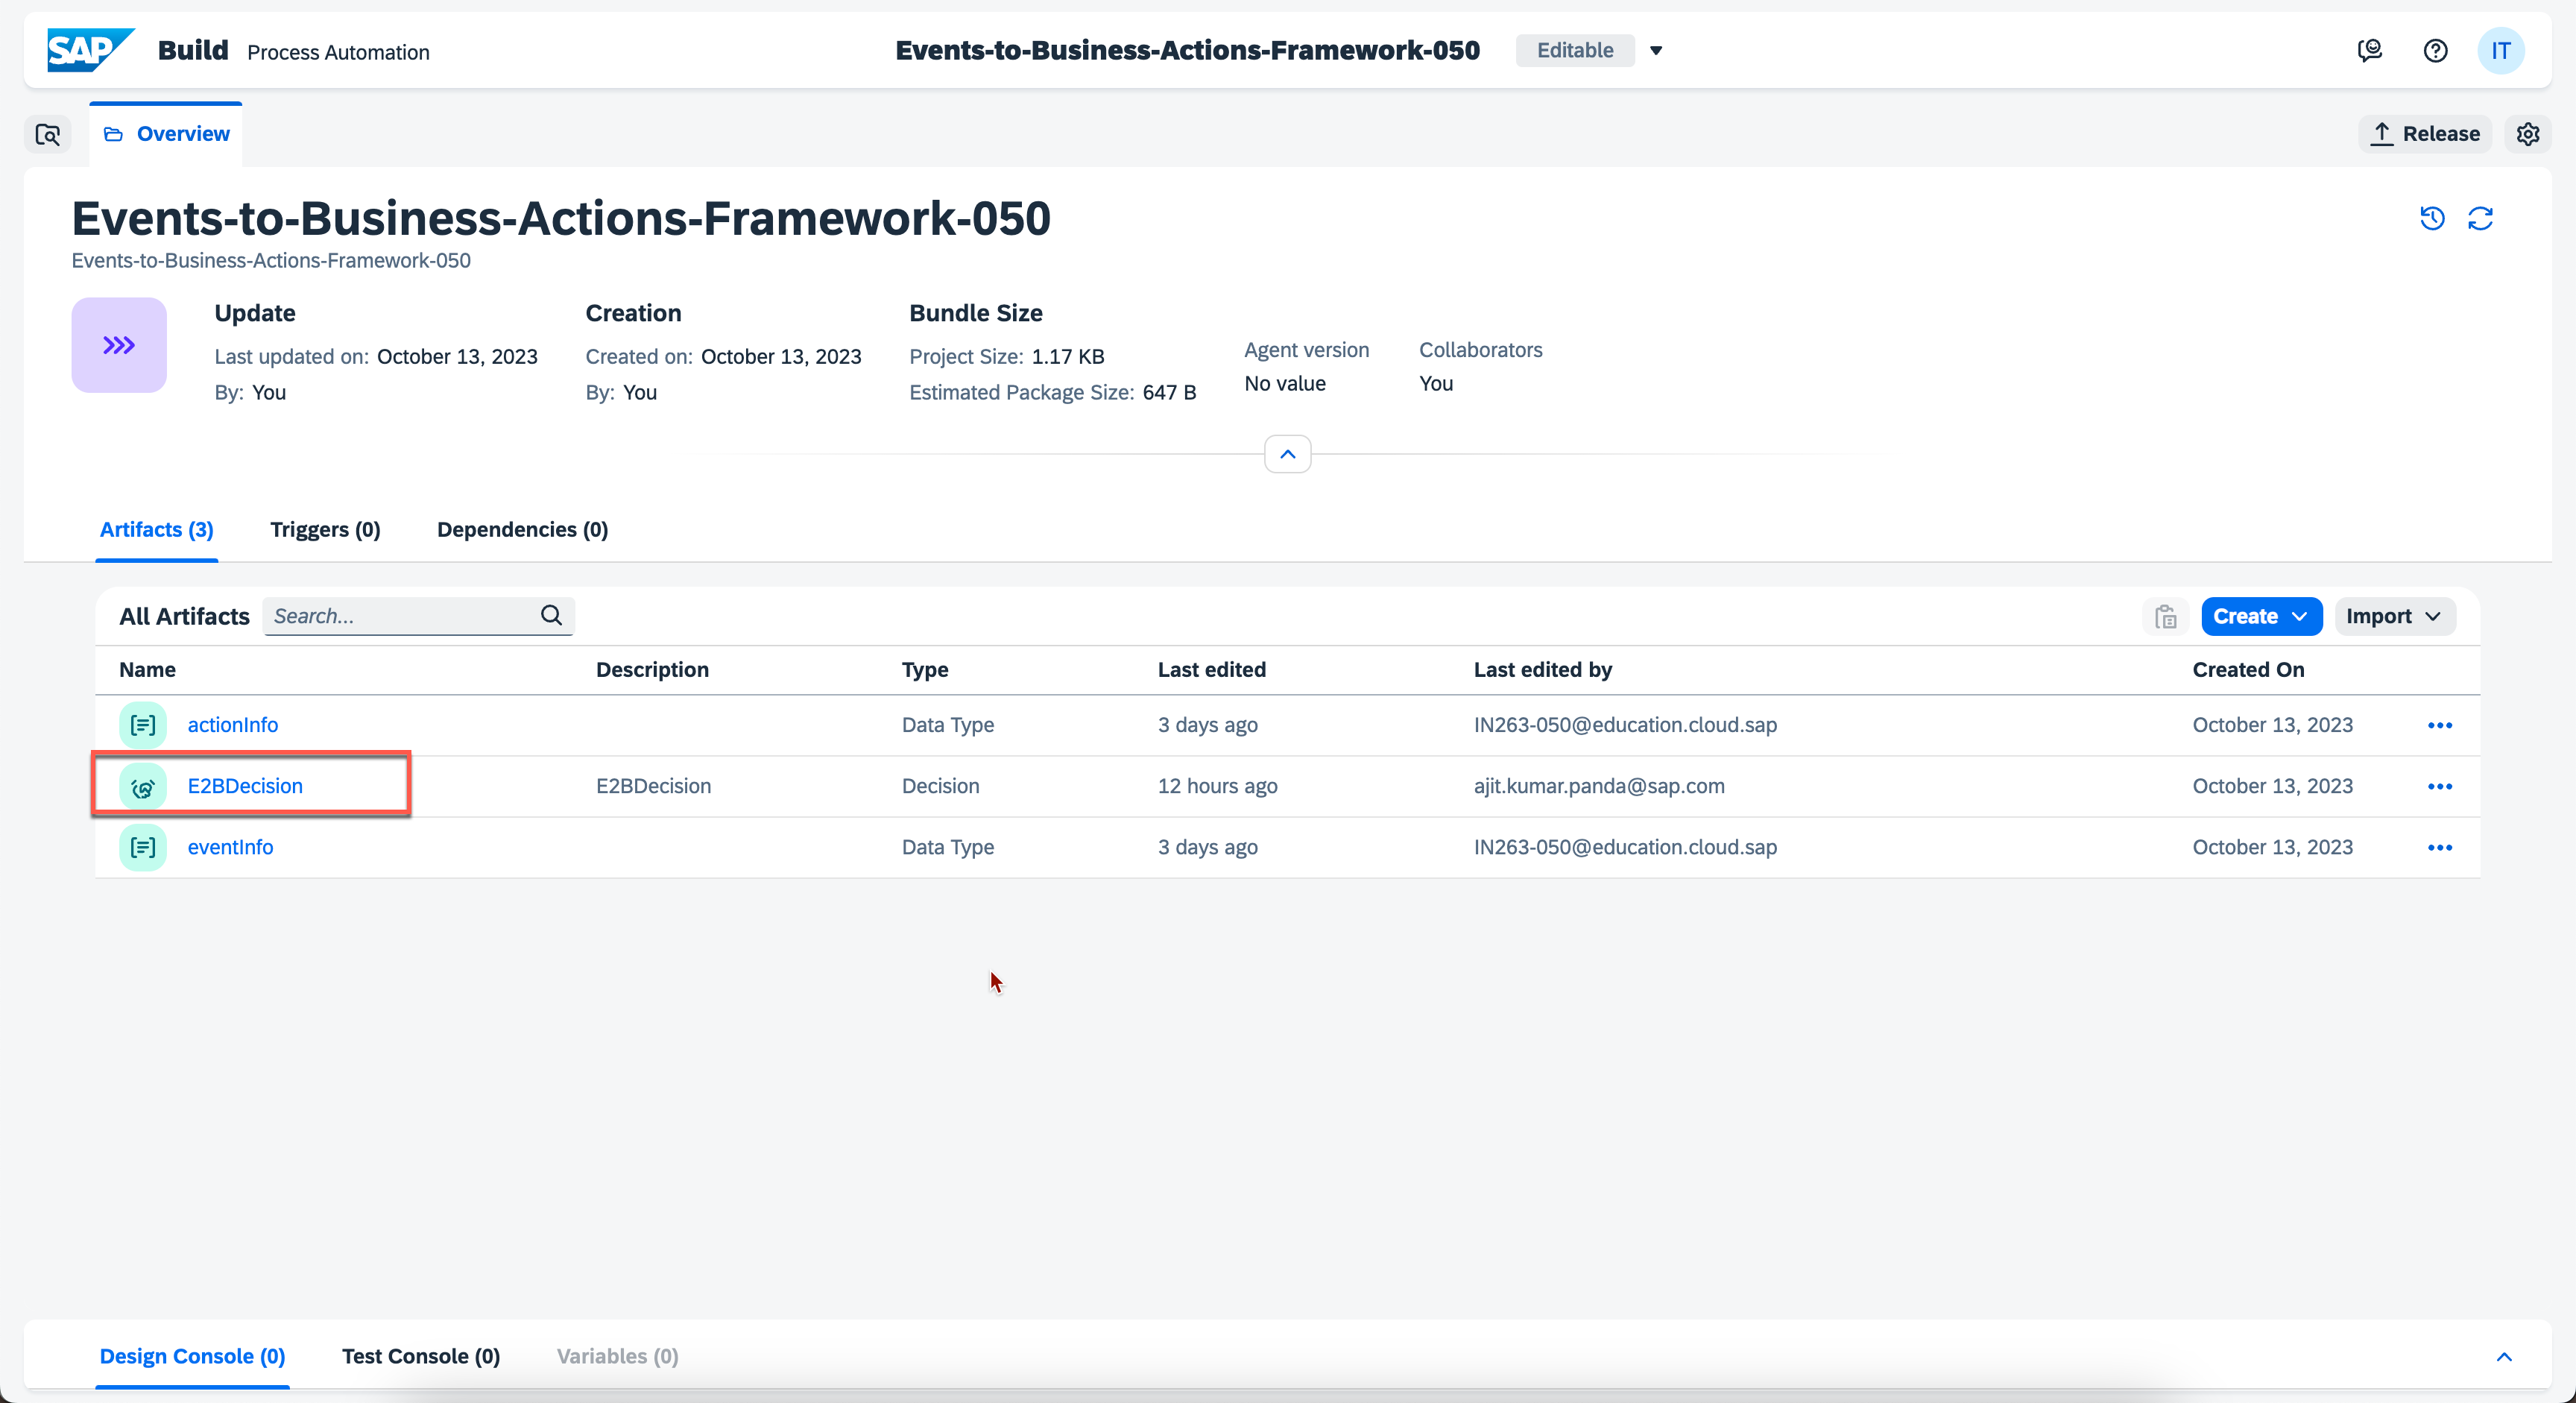 SAP Build Process Automation Events-to-Business-Actions-Framework-050 Editable IT
Overview Release
Events-to-Business-Actions-Framework-050
Events-to-Business-Actions-Framework-050
Update Creation Bundle Size
Last updated on: October 13, 2023 Created on: October 13, 2023 Project Size: 1.17 KB Agent version Collaborators
By: You By: You Estimated Package Size: 647 B No value You
Artifacts (3) Triggers (0) Dependencies (0)
All Artifacts Search... Create Import
Name Description Type Last edited Last edited by Created On
actionInfo Data Type 3 days ago IN263-050@education.cloud.sap October 13, 2023
E2BDecision E2BDecision Decision 12 hours ago ajit.kumar.panda@sap.com October 13, 2023
eventInfo Data Type 3 days ago IN263-050@education.cloud.sap October 13, 2023
Design Console (0) Test Console (0) Variables (0)